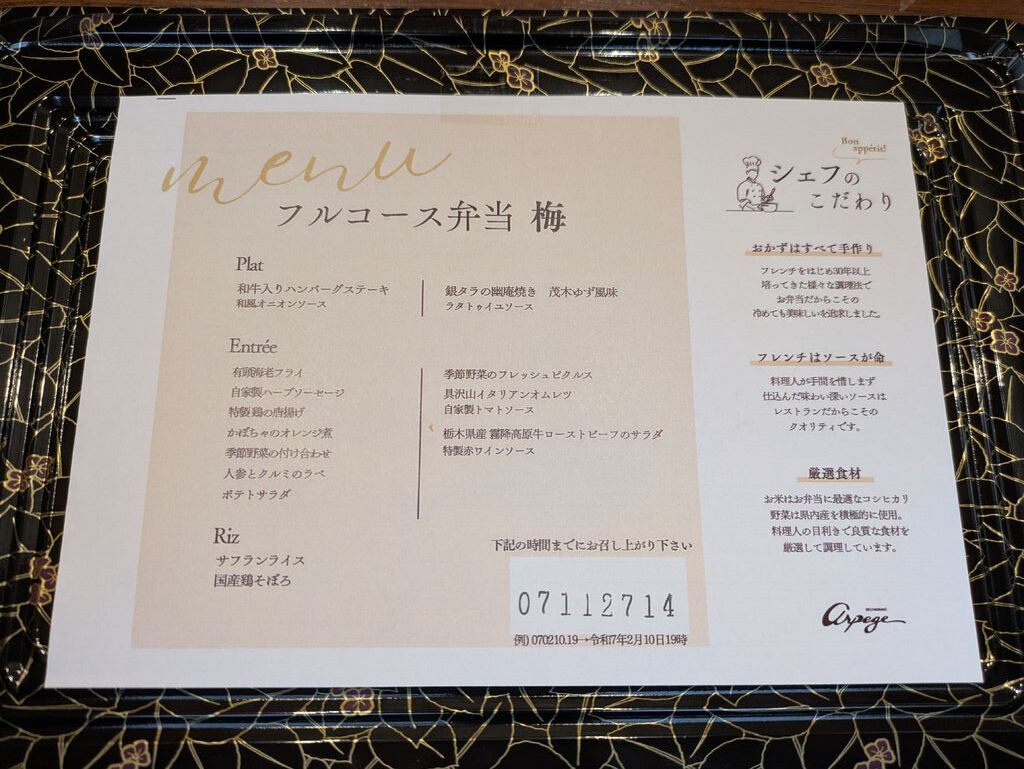 menu
フルコース弁当 梅
Plat
和牛入りハンバーグステーキ
和風オニオンソース
銀タラの幽庵焼き　茂木ゆず風味
ラタトゥイユソース
Entrée
有頭海老フライ
自家製ハーブソーセージ
特製 鶏の唐揚げ
かぼちゃのオレンジ煮
季節野菜の付け合わせ
人参とクルミのラペ
ポテトサラダ
季節野菜のフレッシュピクルス
具沢山イタリアンオムレツ
自家製トマトソース
栃木県産 霧降高原牛ローストビーフのサラダ
特製赤ワインソース
Riz
サフランライス
国産鶏そぼろ
下記の時間までにお召し上がり下さい
07112714
例) 070210.19→令和7年2月10日19時
Bon
appétit!
シェフの
こだわり
おかずはすべて手作り
フレンチをはじめ30年以上
培ってきた様々な調理法で
お弁当だからこその
冷めても美味しいを追求しました。
フレンチはソースが命
料理人が手間を惜しまず
仕込んだ味わい深いソースは
レストランだからこその
クオリティです。
厳選食材
お米はお弁当に最適なコシヒカリ
野菜は県内産を積極的に使用。
料理人の目利きで良質な食材を
厳選して調理しています。
RESTAURANT
Arpege